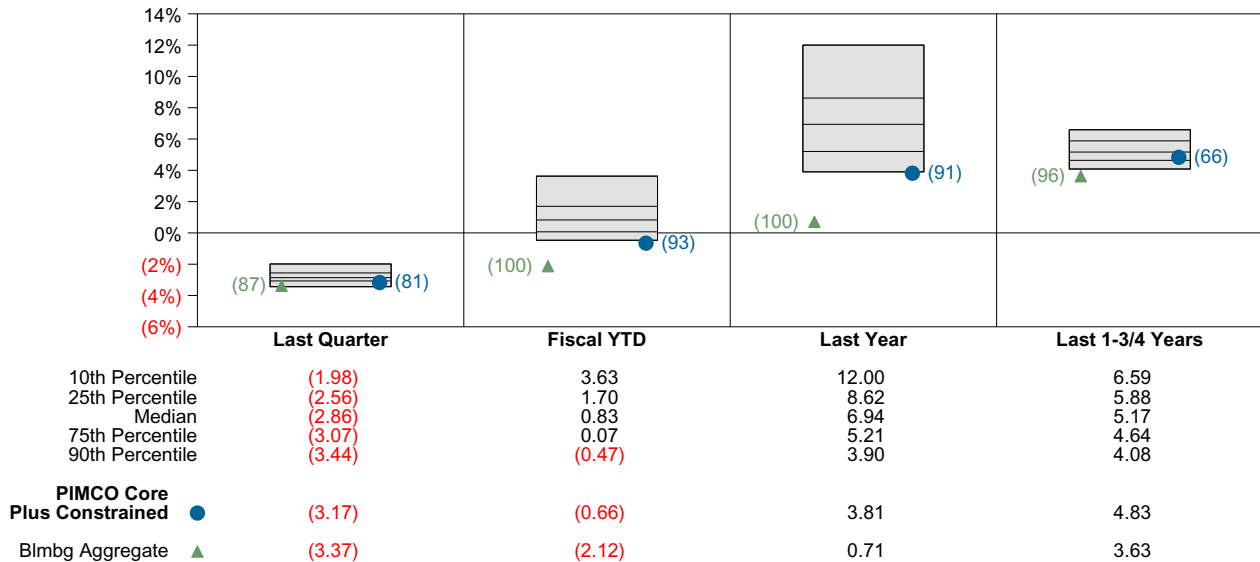 14%
12%
10%
8%
6%
4%
2%
0%
(2%)
(4%)
(6%)
(87) (81)
(100) (93)
(100) (91)
(96) (66)
Last Quarter Fiscal YTD Last Year Last 1-3/4 Years
10th Percentile (1.98) 3.63 12.00 6.59
25th Percentile (2.56) 1.70 8.62 5.88
Median (2.86) 0.83 6.94 5.17
75th Percentile (3.07) 0.07 5.21 4.64
90th Percentile (3.44) (0.47) 3.90 4.08
PIMCO Core
Plus Constrained (3.17) (0.66) 3.81 4.83
Blmbg Aggregate (3.37) (2.12) 0.71 3.63